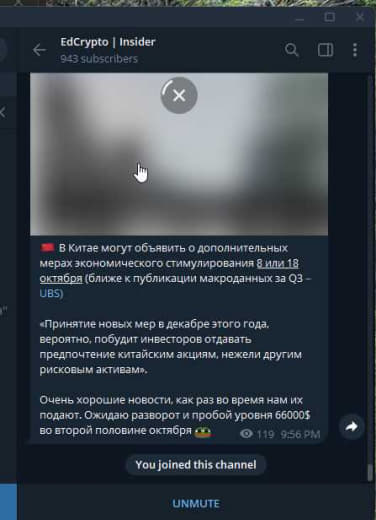 EdCrypto | Insider
943 subscribers
🇨🇳 В Китае могут объявить о дополнительных
мерах экономического стимулирования 8 или 18
октября (ближе к публикации макроданных за Q3 –
UBS)
«Принятие новых мер в декабре этого года,
вероятно, побудит инвесторов отдавать
предпочтение китайским акциям, нежели другим
рисковым активам».
Очень хорошие новости, как раз во время нам их
подают. Ожидаю разворот и пробой уровня 66000$
во второй половине октября 🐸
119 9:56 PM
You joined this channel
UNMUTE